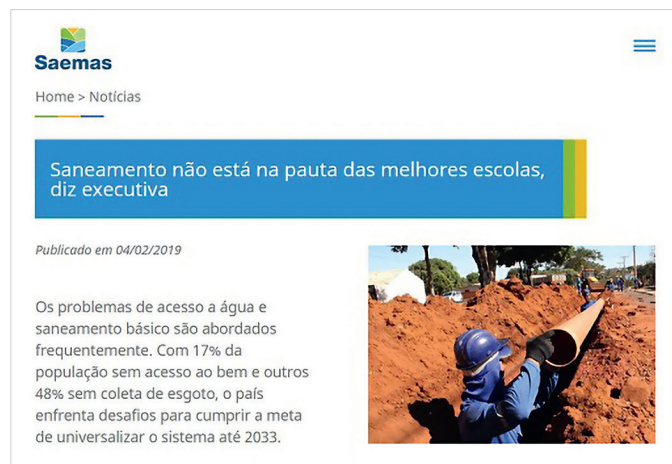 Saemas
Home > Notícias
Saneamento não está na pauta das melhores escolas,
diz executiva
Publicado em 04/02/2019
Os problemas de acesso a água e
saneamento básico são abordados
frequentemente. Com 17% da
população sem acesso ao bem e outros
48% sem coleta de esgoto, o país
enfrenta desafios para cumprir a meta
de universalizar o sistema até 2033.